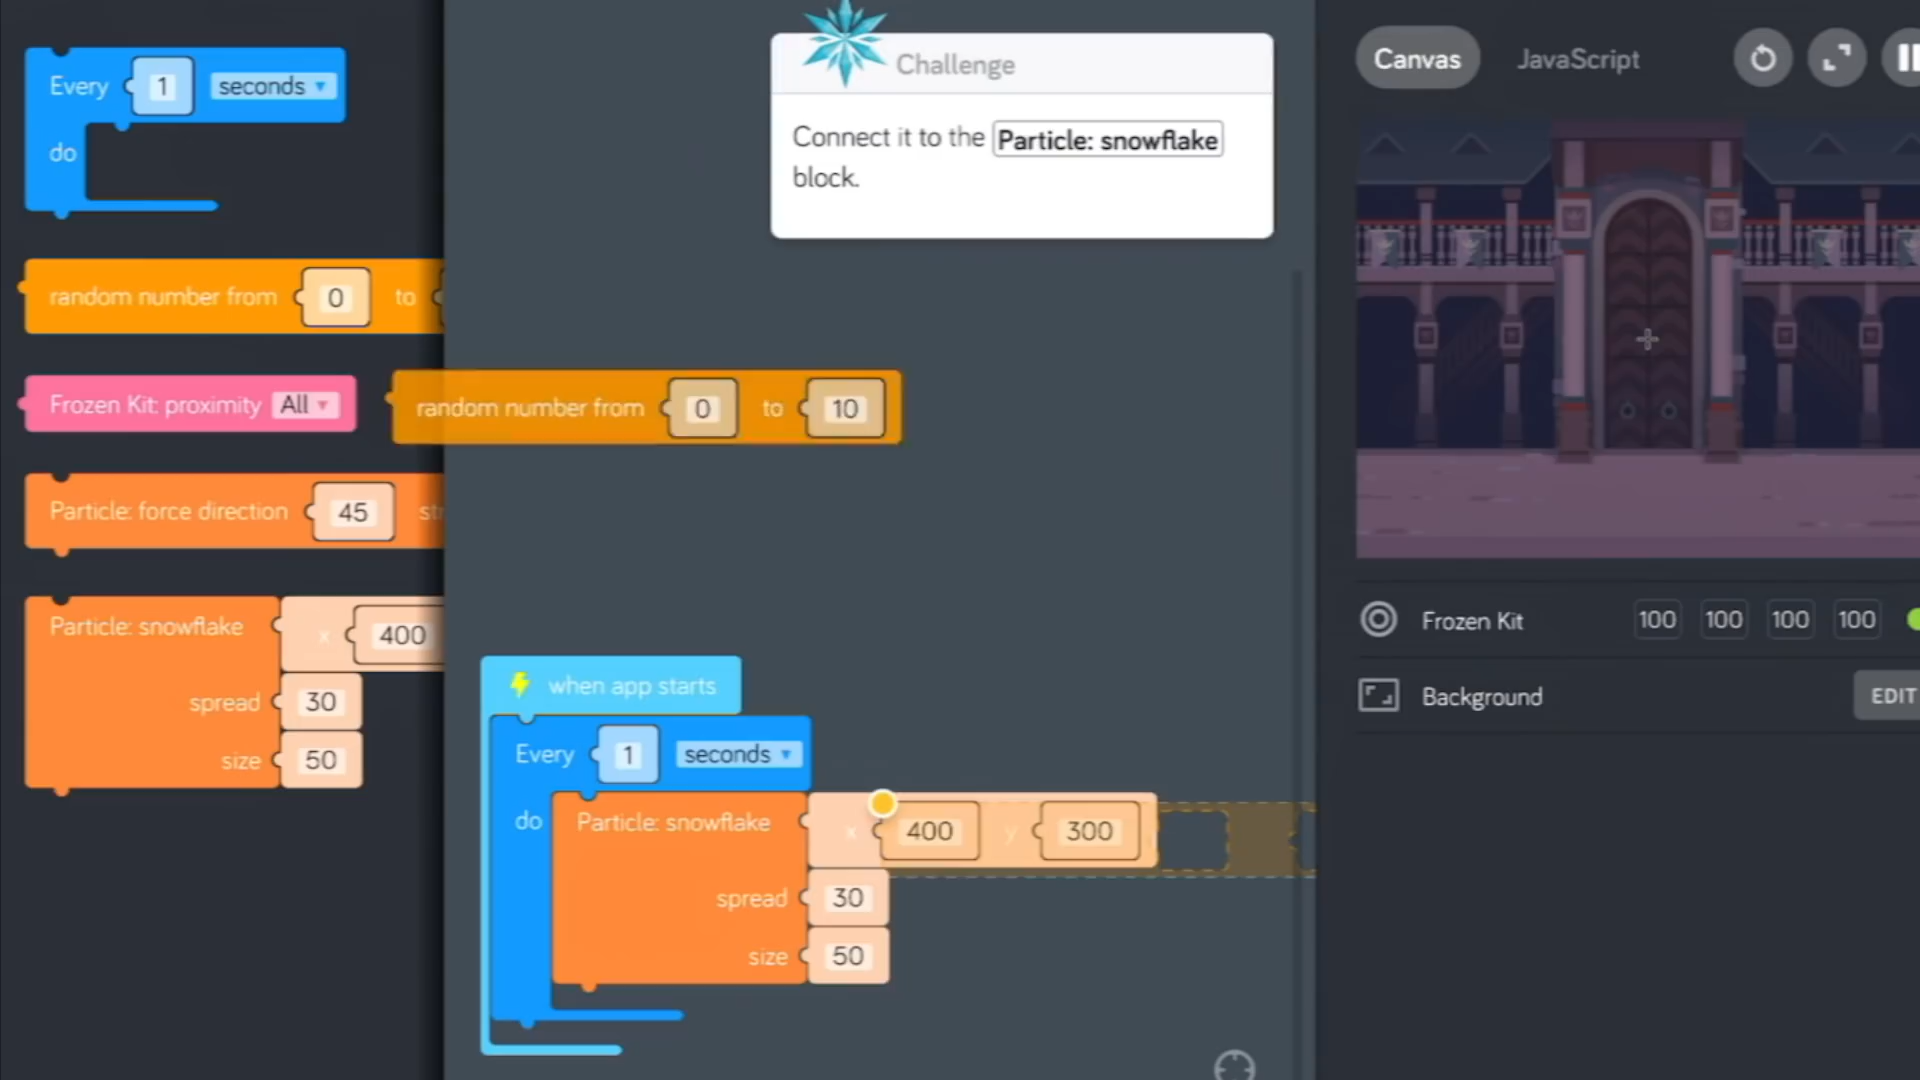 Every 1 seconds
do
random number from 0 to
Frozen Kit: proximity All
Particle: force direction 45
Particle: snowflake x 400
spread 30
size 50
Challenge
Connect it to the Particle: snowflake
block.
random number from 0 to 10
when app starts
Every 1 seconds
do Particle: snowflake x 400 y 300
spread 30
size 50
Canvas JavaScript
Frozen Kit 100 100 100 100
Background EDIT